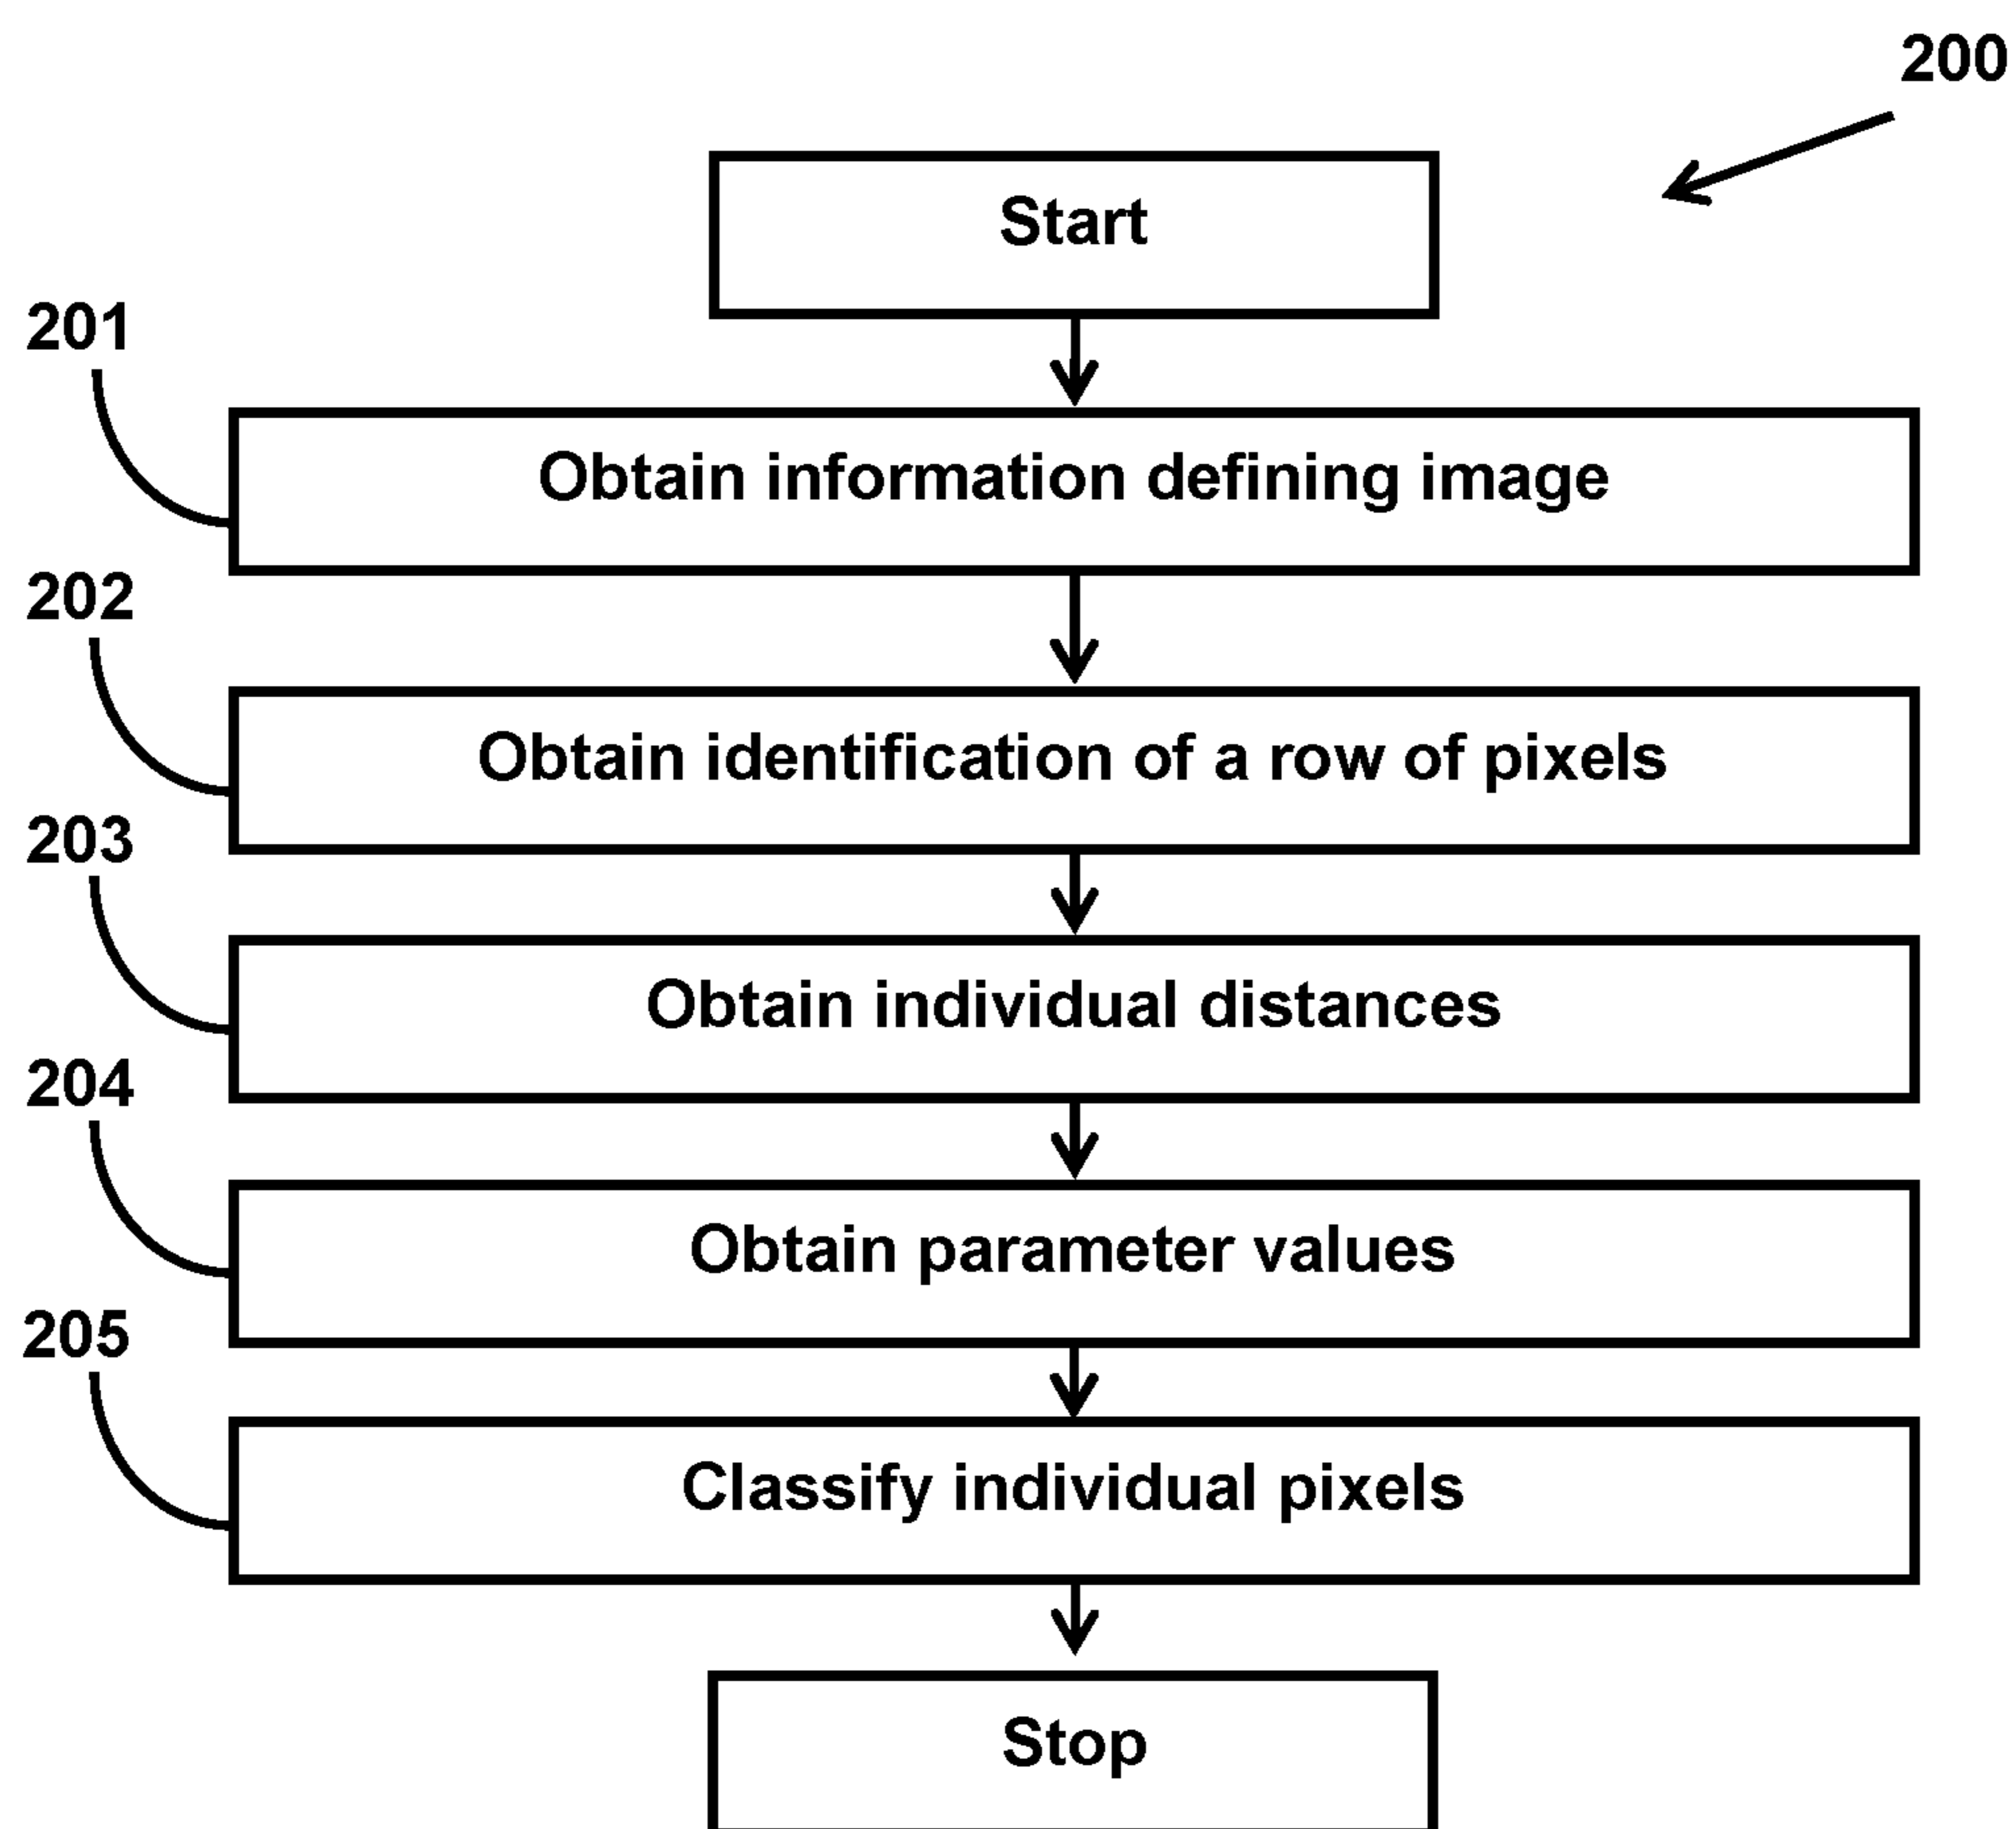 200
Start
201
Obtain information defining image
202
Obtain identification of a row of pixels
203
Obtain individual distances
204
Obtain parameter values
205
Classify individual pixels
Stop